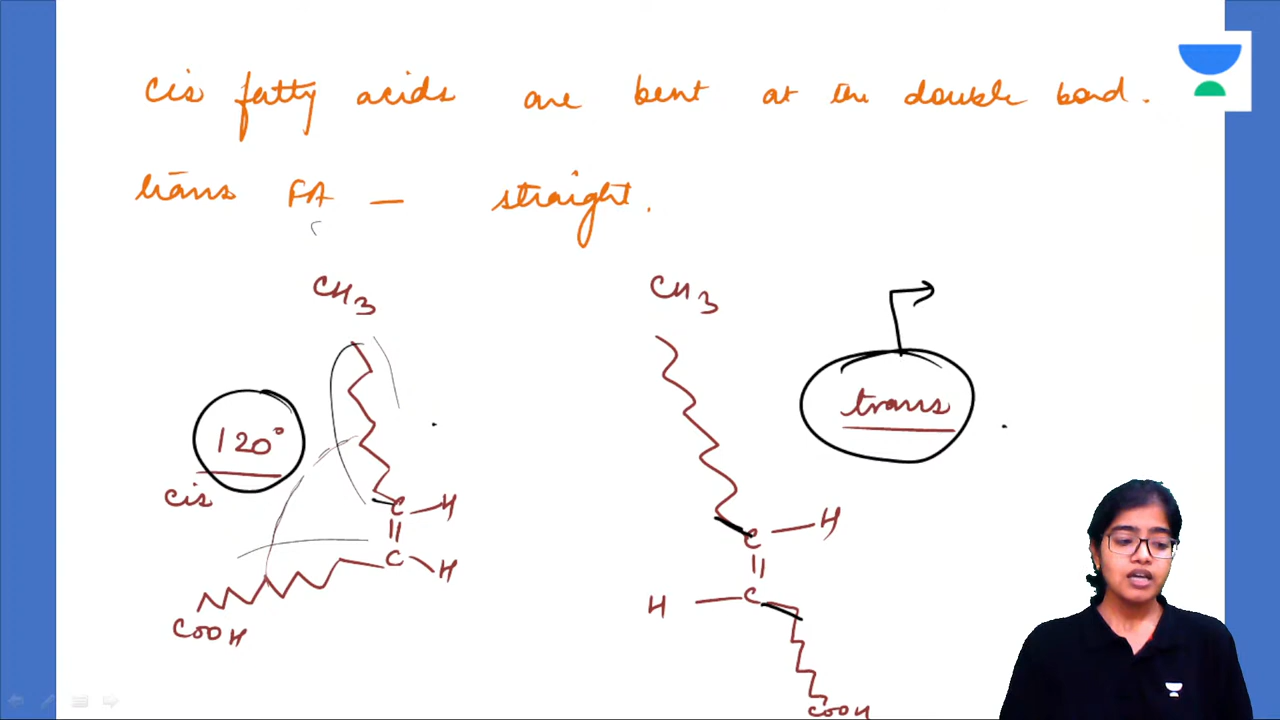 cis fatty acids are bent at the double bond.
trans FA — straight.
CH3
CH3
120°
trans
cis
C-H
||
C-H
C-H
||
H-C
COOH
COOH